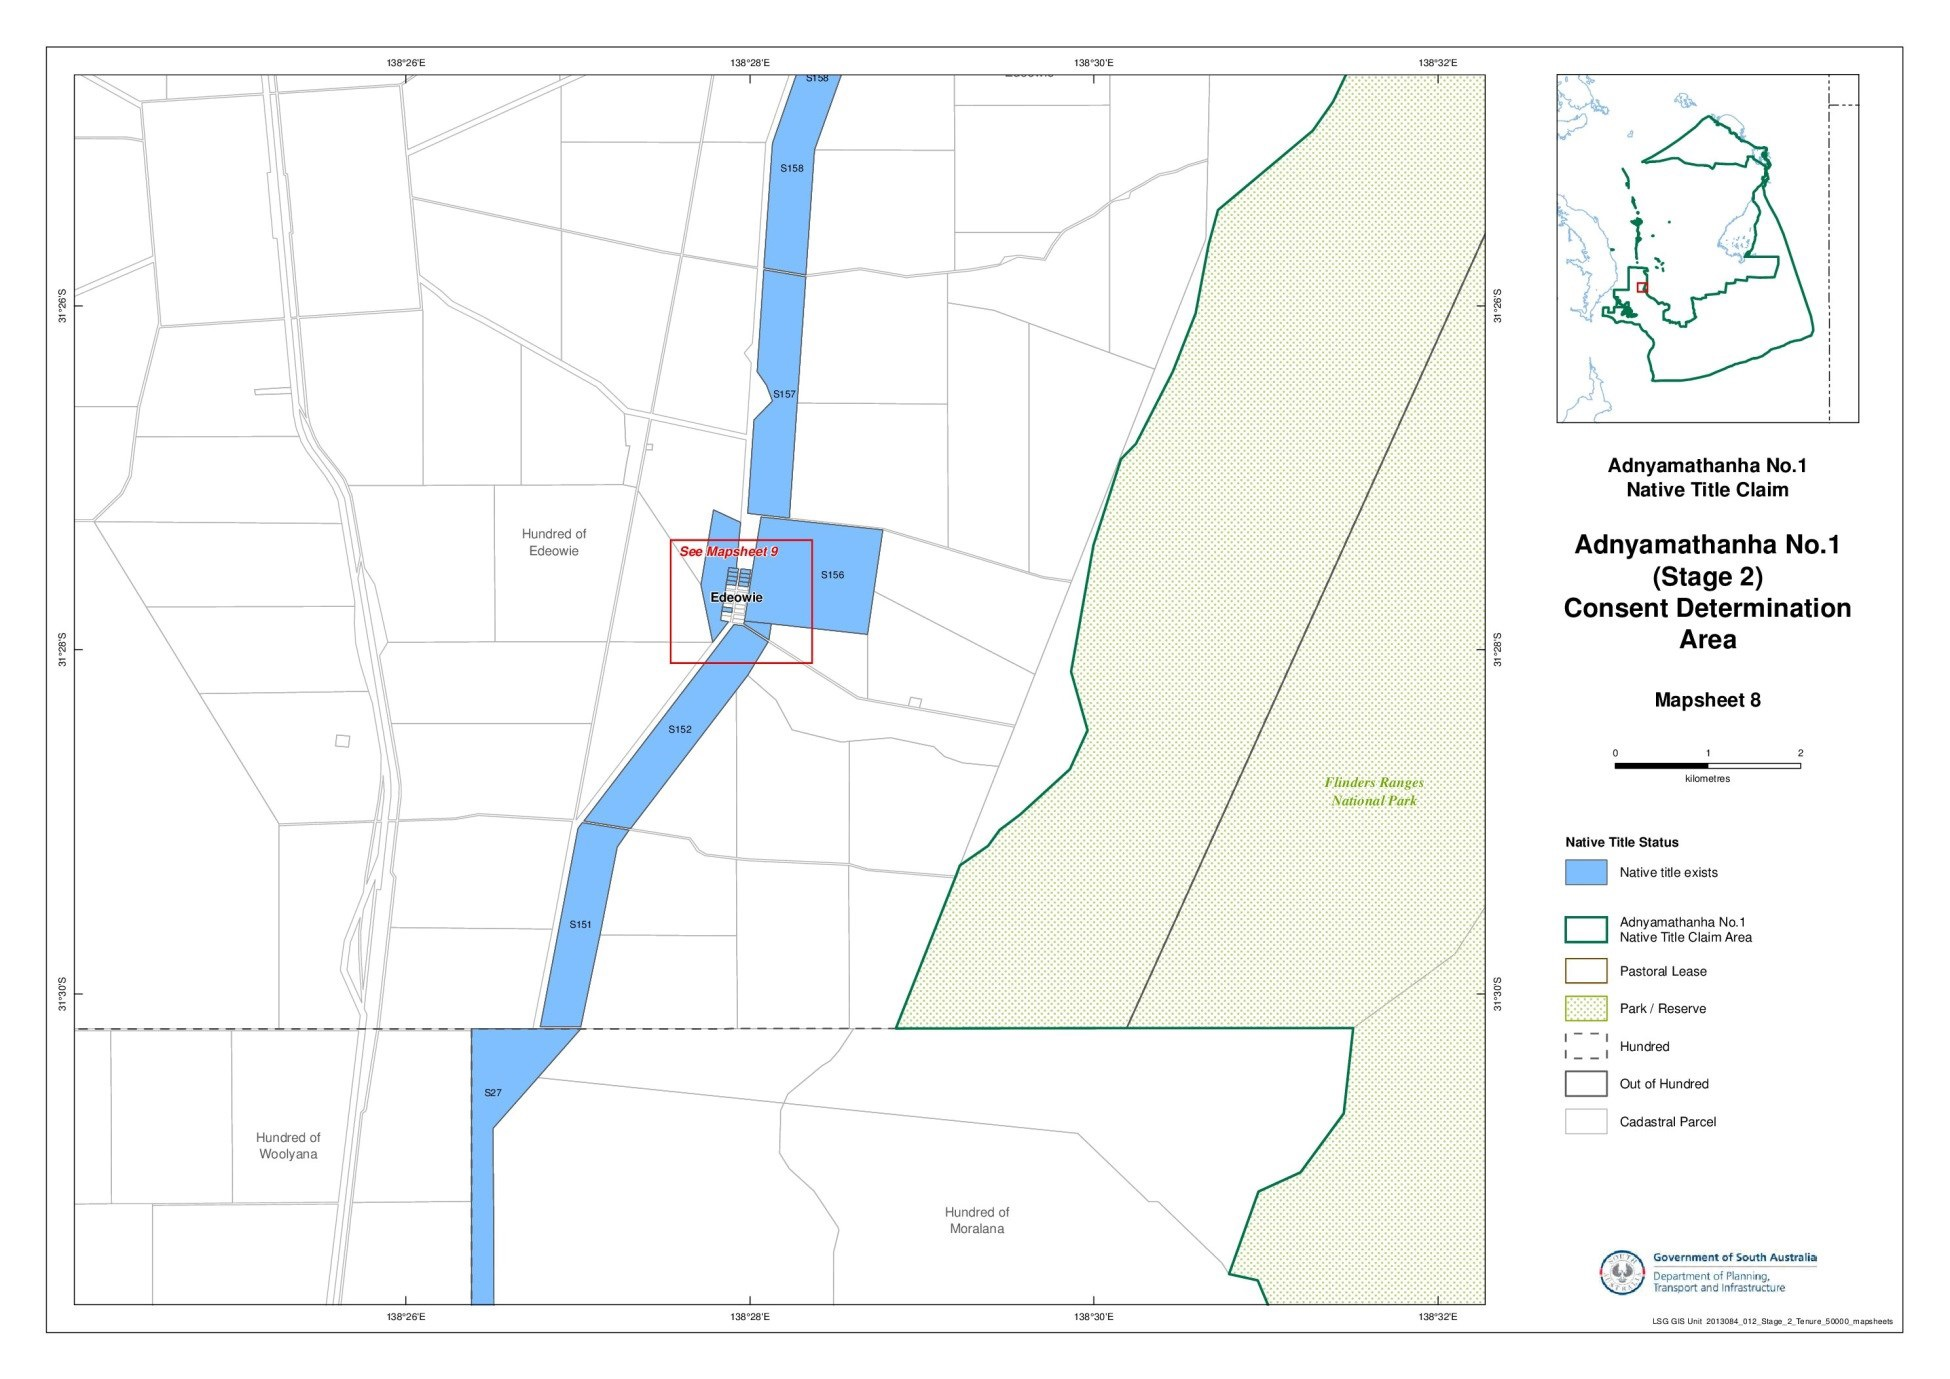 138°26'E
138°28'E
138°30'E
138°32'E
S158
Edeowie
S158
31°26'S
31°26'S
S157
Hundred of
Edeowie
See Mapsheet 9
S156
Edeowie
31°28'S
31°28'S
S152
Flinders Ranges
National Park
S151
31°30'S
31°30'S
S27
Hundred of
Woolyana
Hundred of
Moralana
138°26'E
138°28'E
138°30'E
138°32'E
Adnyamathanha No.1
Native Title Claim
Adnyamathanha No.1
(Stage 2)
Consent Determination
Area
Mapsheet 8
0 1 2
kilometres
Native Title Status
Native title exists
Adnyamathanha No.1
Native Title Claim Area
Pastoral Lease
Park / Reserve
Hundred
Out of Hundred
Cadastral Parcel
Government of South Australia
Department of Planning,
Transport and Infrastructure
LSG GIS Unit 2013084_012_Stage_2_Tenure_50000_mapsheets